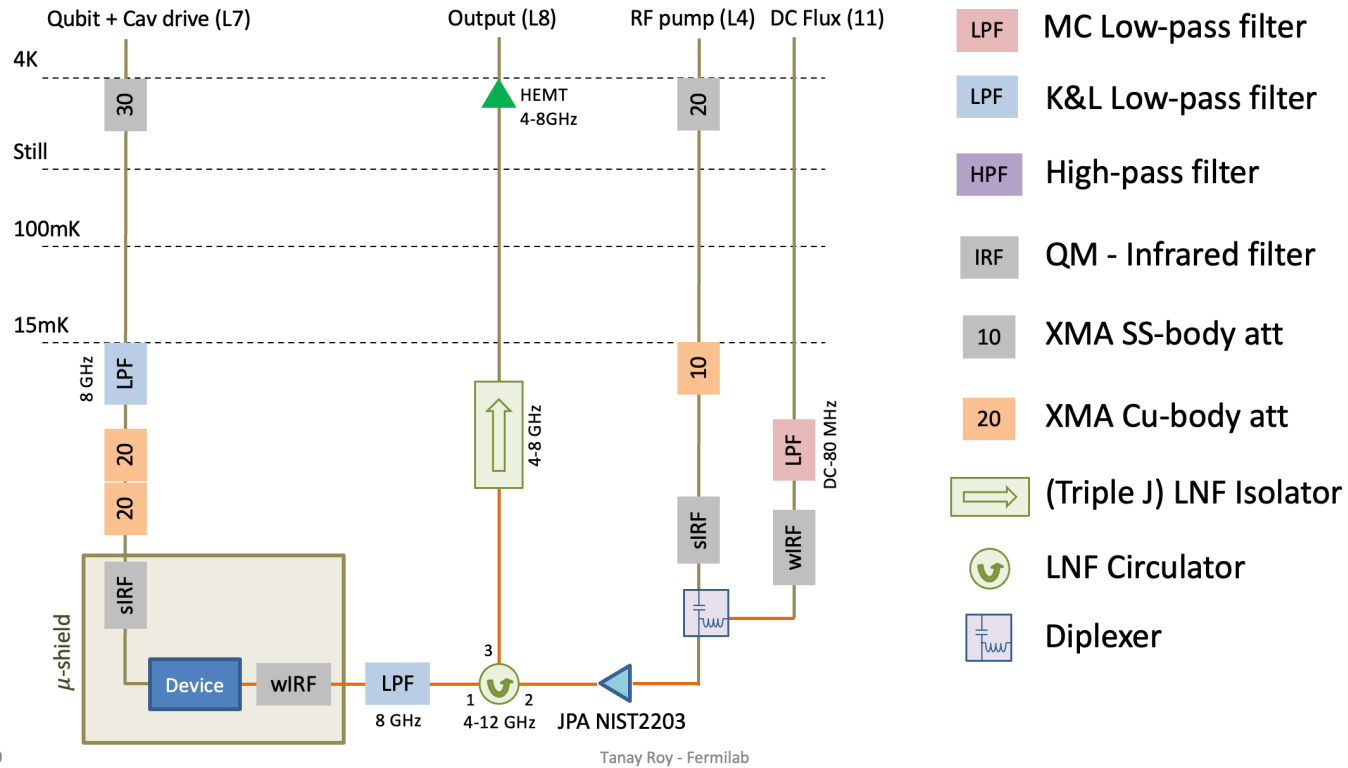 Qubit + Cav drive (L7)
Output (L8)
RF pump (L4)
DC Flux (11)
4K
30
HEMT
4-8GHz
20
Still
100mK
15mK
8 GHz
LPF
20
20
sIRF
μ-shield
Device
wIRF
LPF
8 GHz
4-8 GHz
3
1
2
4-12 GHz
JPA NIST2203
10
sIRF
LPF
DC-80 MHz
wIRF
LPF
MC Low-pass filter
LPF
K&L Low-pass filter
HPF
High-pass filter
IRF
QM - Infrared filter
10
XMA SS-body att
20
XMA Cu-body att
(Triple J) LNF Isolator
LNF Circulator
Diplexer
Tanay Roy - Fermilab